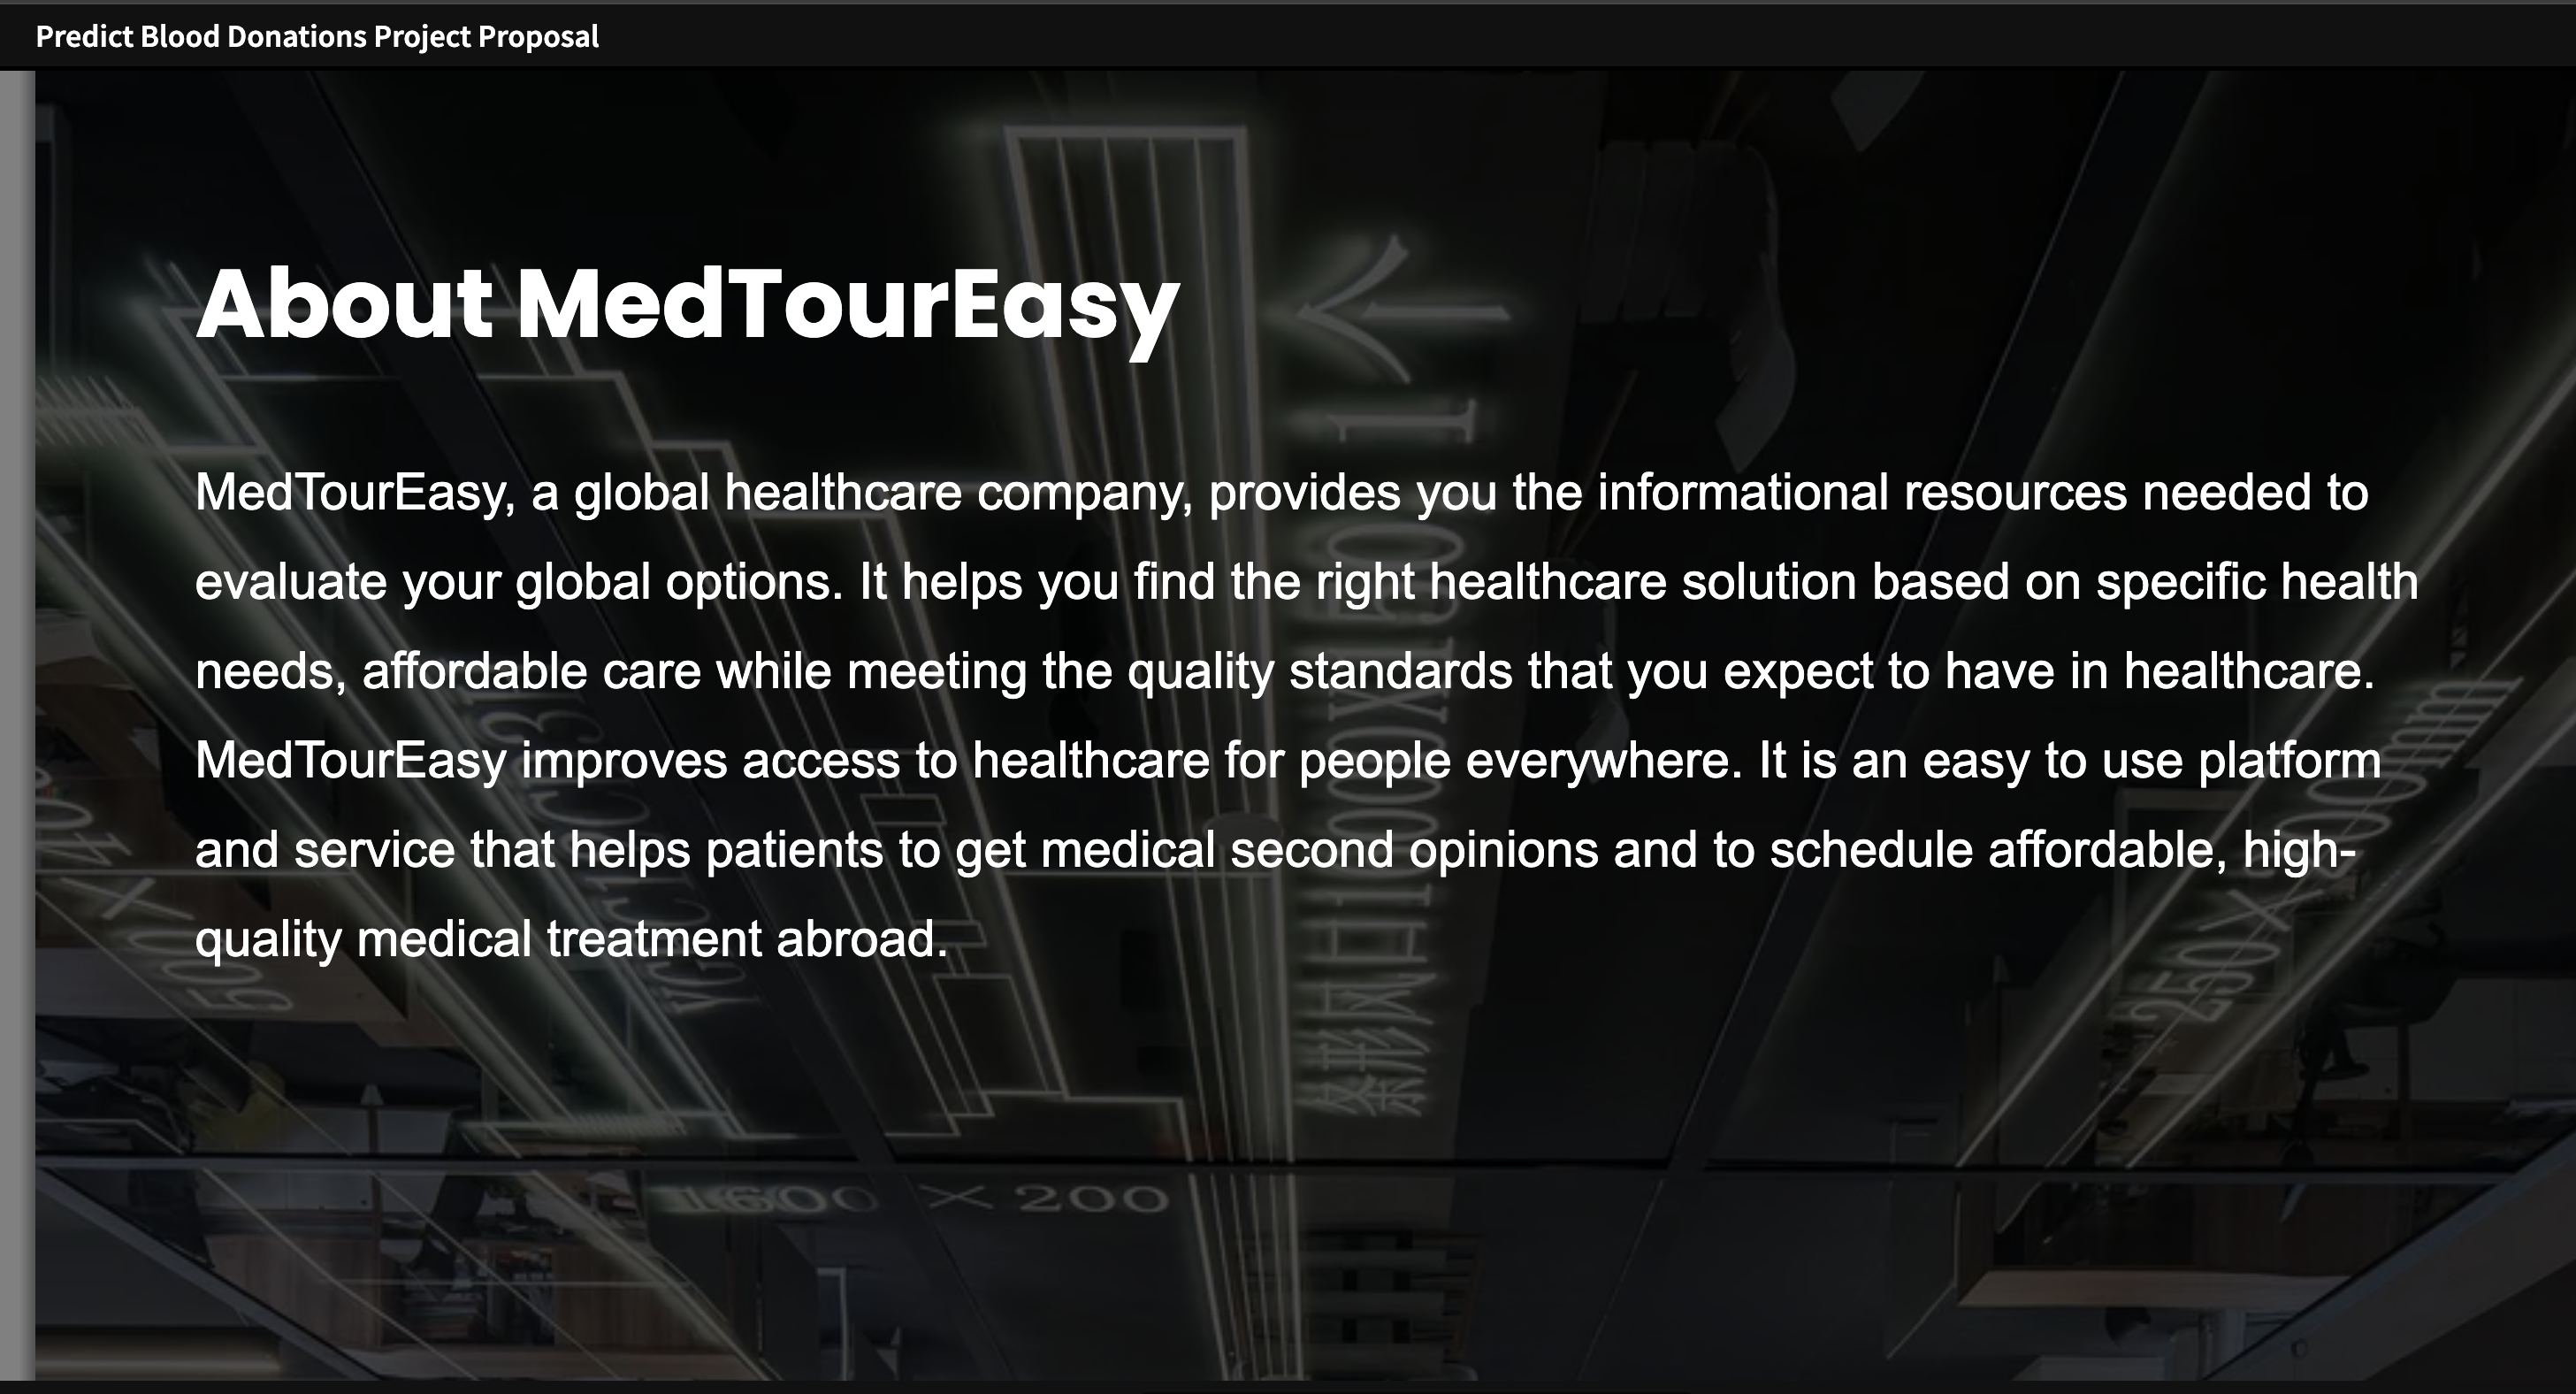 Predict Blood Donations Project Proposal
About MedTourEasy
MedTourEasy, a global healthcare company, provides you the informational resources needed to
evaluate your global options. It helps you find the right healthcare solution based on specific health
needs, affordable care while meeting the quality standards that you expect to have in healthcare.
MedTourEasy improves access to healthcare for people everywhere. It is an easy to use platform
and service that helps patients to get medical second opinions and to schedule affordable, high-
quality medical treatment abroad.
1600 × 200